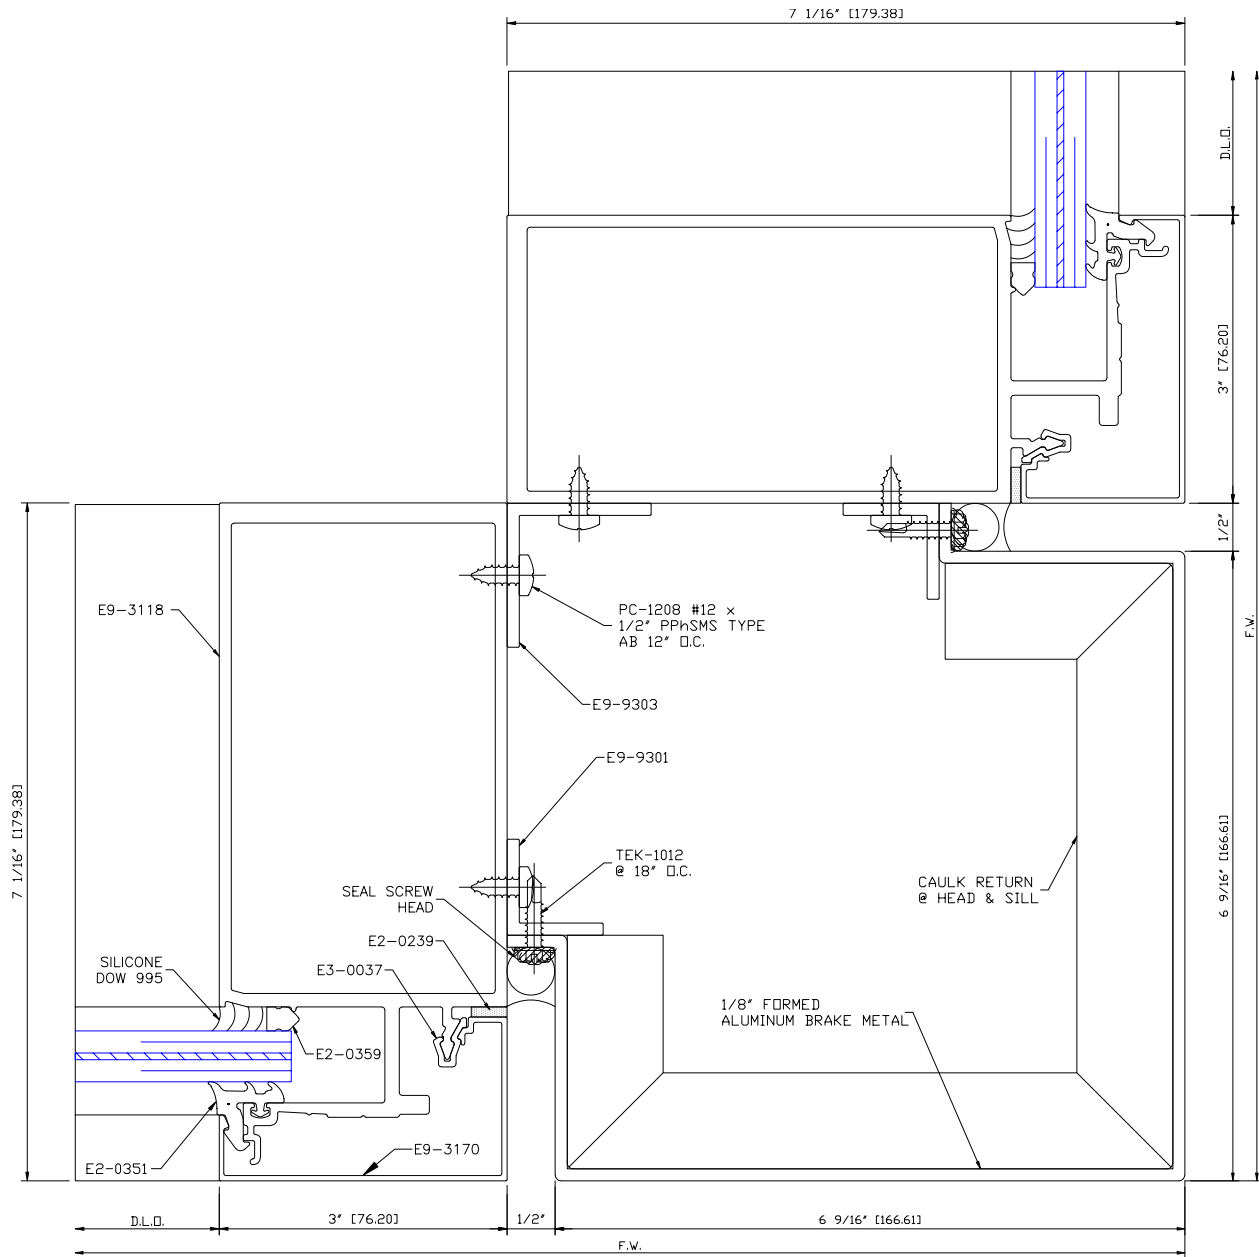 7 1/16" [179.38]
D.L.O.
3" [76.20]
1/2"
F.W.
6 9/16" [166.61]
E9-3118
PC-1208 #12 x
1/2" PPhSMS TYPE
AB 12" O.C.
E9-9303
E9-9301
7 1/16" [179.38]
TEK-1012
@ 18" O.C.
CAULK RETURN
@ HEAD & SILL
SEAL SCREW
HEAD
E2-0239
SILICONE
DOW 995
E3-0037
1/8" FORMED
ALUMINUM BRAKE METAL
E2-0359
E9-3170
E2-0351
D.L.O.
3" [76.20]
1/2"
6 9/16" [166.61]
F.W.